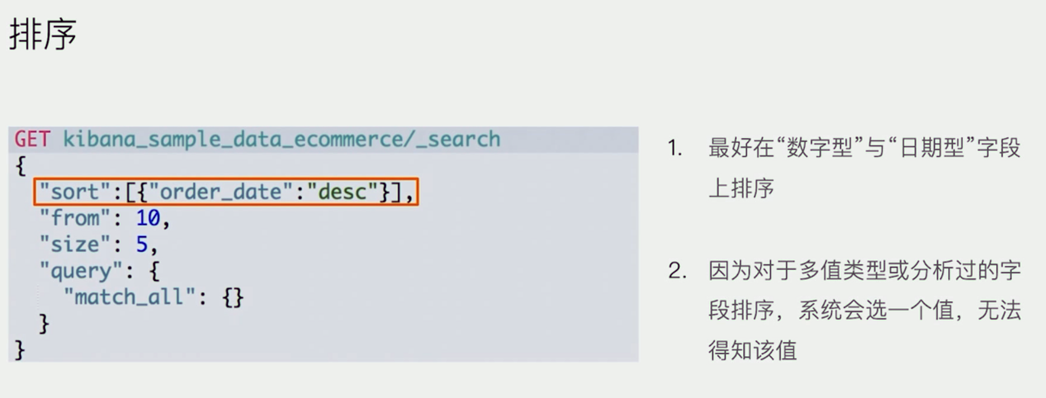 排序
GET kibana_sample_data_ecommerce/_search
{
"sort":[{"order_date":"desc"}],
"from": 10,
"size": 5,
"query": {
"match_all": {}
}
}
1. 最好在“数字型”与“日期型”字段
上排序
2. 因为对于多值类型或分析过的字
段排序，系统会选一个值，无法
得知该值